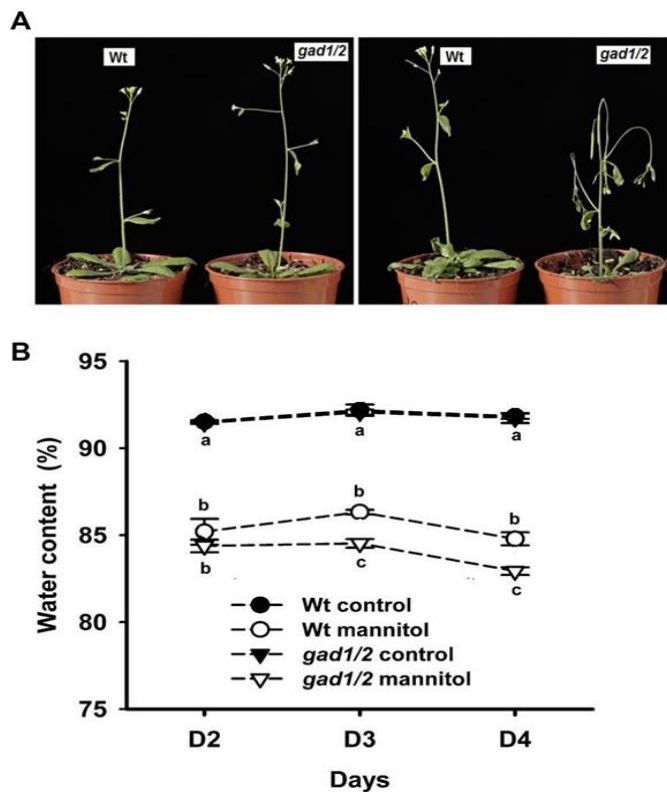 A
Wt
gad1/2
Wt
gad1/2
B
95
90
85
80
75
Water content (%)
a
a
a
b
b
b
b
c
c
Wt control
Wt mannitol
gad1/2 control
gad1/2 mannitol
D2
D3
D4
Days